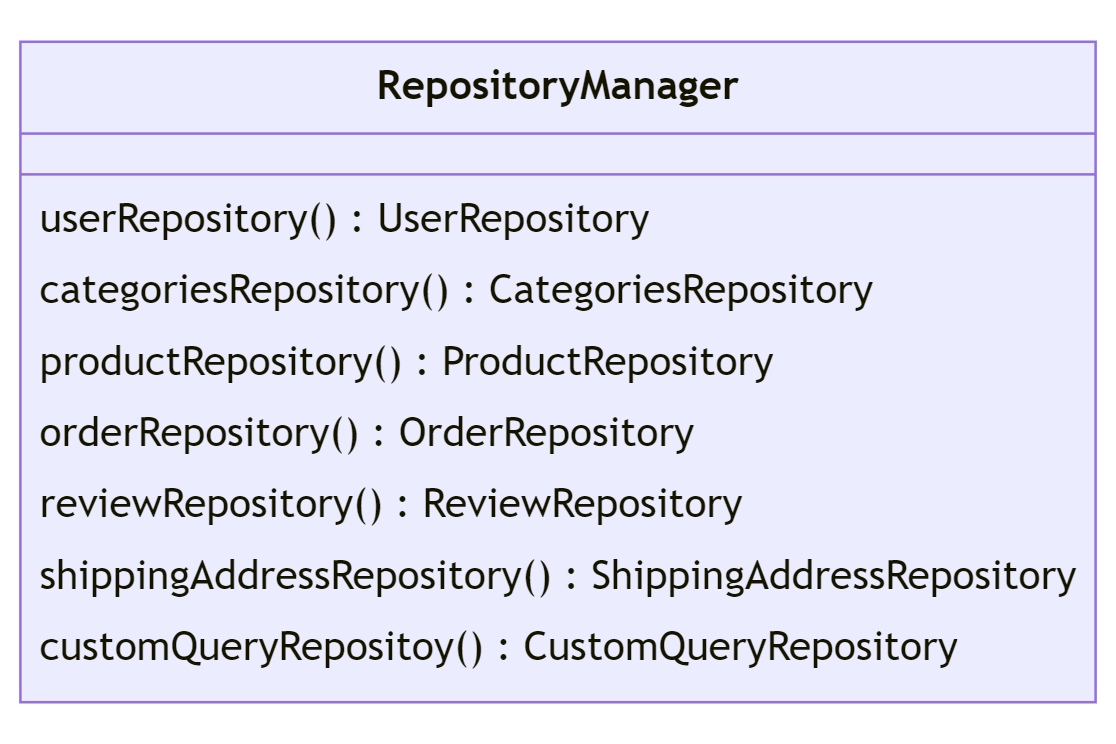 RepositoryManager
userRepository() : UserRepository
categoriesRepository() : CategoriesRepository
productRepository() : ProductRepository
orderRepository() : OrderRepository
reviewRepository() : ReviewRepository
shippingAddressRepository() : ShippingAddressRepository
customQueryRepositoy() : CustomQueryRepository